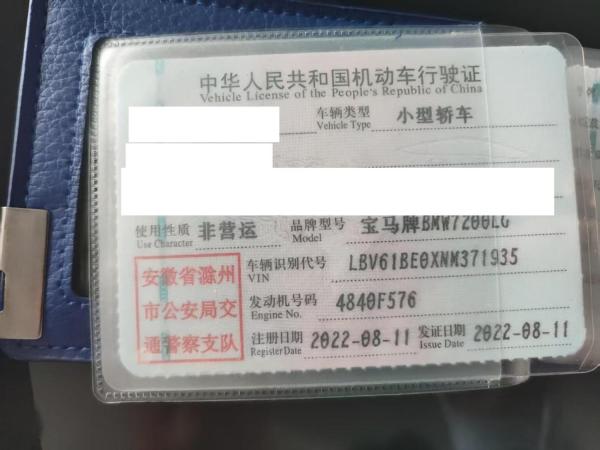 中华人民共和国机动车行驶证
Vehicle License of the People's Republic of China
车辆类型 小型轿车
Vehicle Type
使用性质 非营运 品牌型号 宝马牌BMW7200LG
Use Character Model
安徽省滁州
市公安局交
通警察支队
车辆识别代号 LBV61BE0XNM371935
VIN
发动机号码 4840F576
Engine No.
注册日期 2022-08-11 发证日期 2022-08-11
Register Date Issue Date